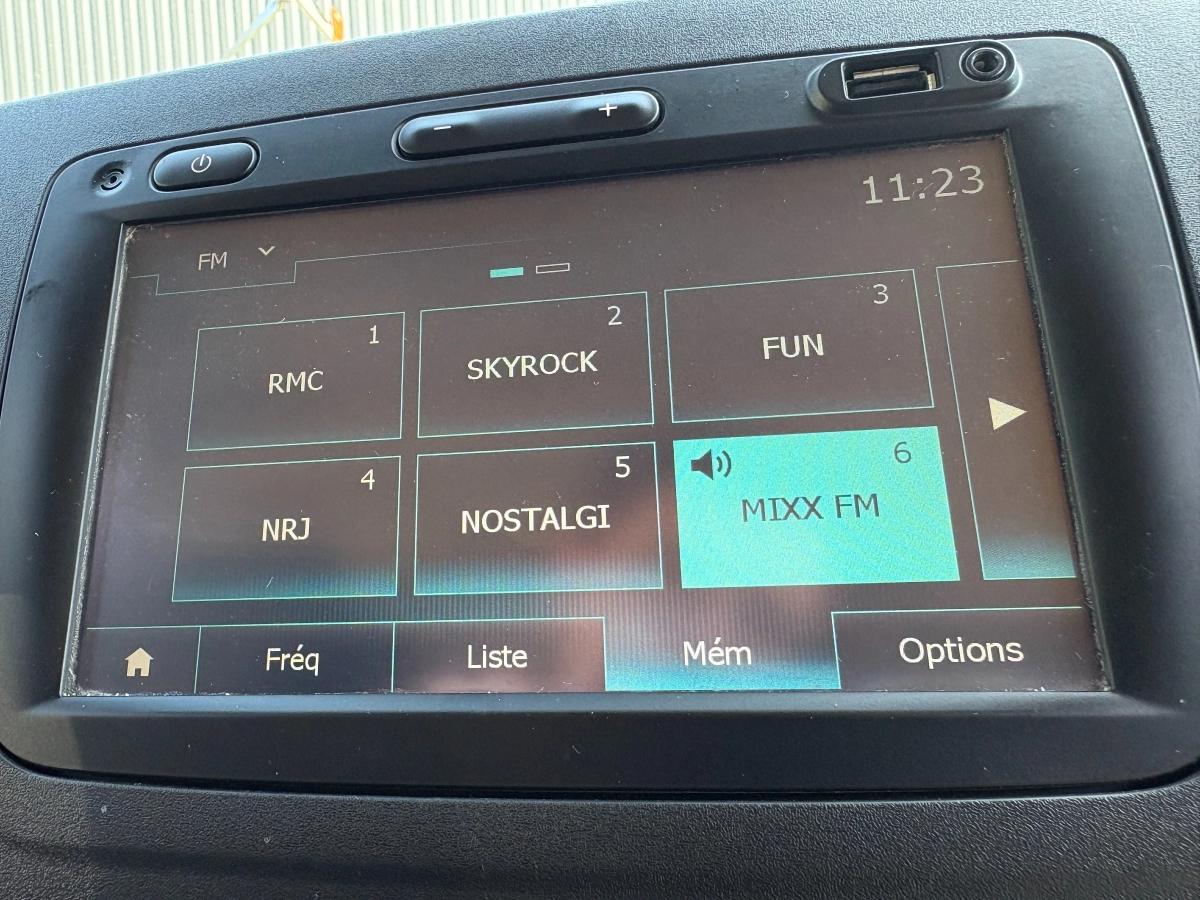 − +
11:23
FM
1
RMC
2
SKYROCK
3
FUN
4
NRJ
5
NOSTALGI
6
MIXX FM
Fréq
Liste
Mém
Options